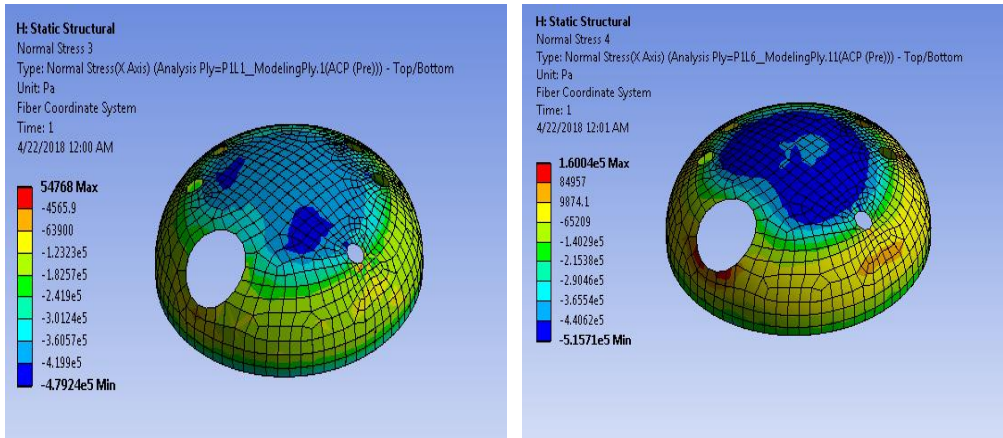 H: Static Structural
Normal Stress 3
Type: Normal Stress(X Axis) (Analysis Ply=P1L1__ModelingPly.1(ACP (Pre))) - Top/Bottom
Unit: Pa
Fiber Coordinate System
Time: 1
4/22/2018 12:00 AM
54768 Max
-4565.9
-63900
-1.2323e5
-1.8257e5
-2.419e5
-3.0124e5
-3.6057e5
-4.199e5
-4.7924e5 Min
H: Static Structural
Normal Stress 4
Type: Normal Stress(X Axis) (Analysis Ply=P1L6__ModelingPly.11(ACP (Pre))) - Top/Bottom
Unit: Pa
Fiber Coordinate System
Time: 1
4/22/2018 12:01 AM
1.6004e5 Max
84957
9874.1
-65209
-1.4029e5
-2.1538e5
-2.9046e5
-3.6554e5
-4.4062e5
-5.1571e5 Min